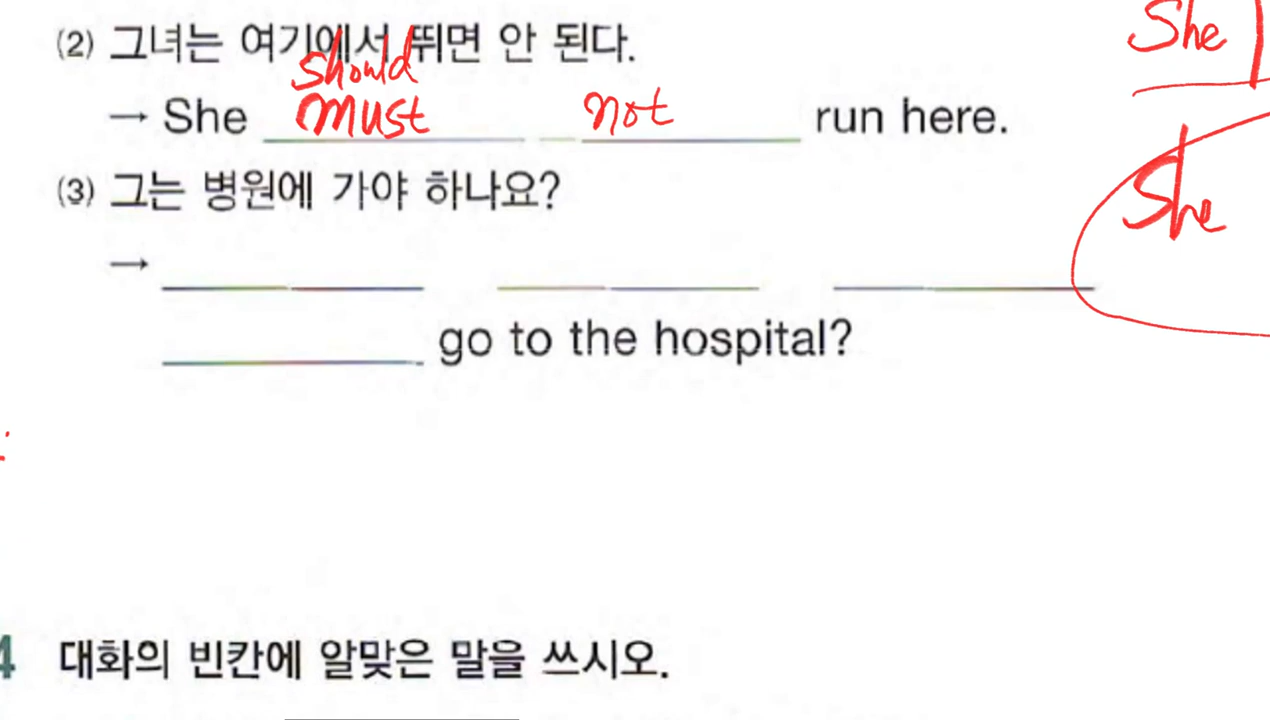 (2) 그녀는 여기에서 뛰면 안 된다.
should
→ She must not run here.
(3) 그는 병원에 가야 하나요?
→
go to the hospital?
She
She
4 대화의 빈칸에 알맞은 말을 쓰시오.